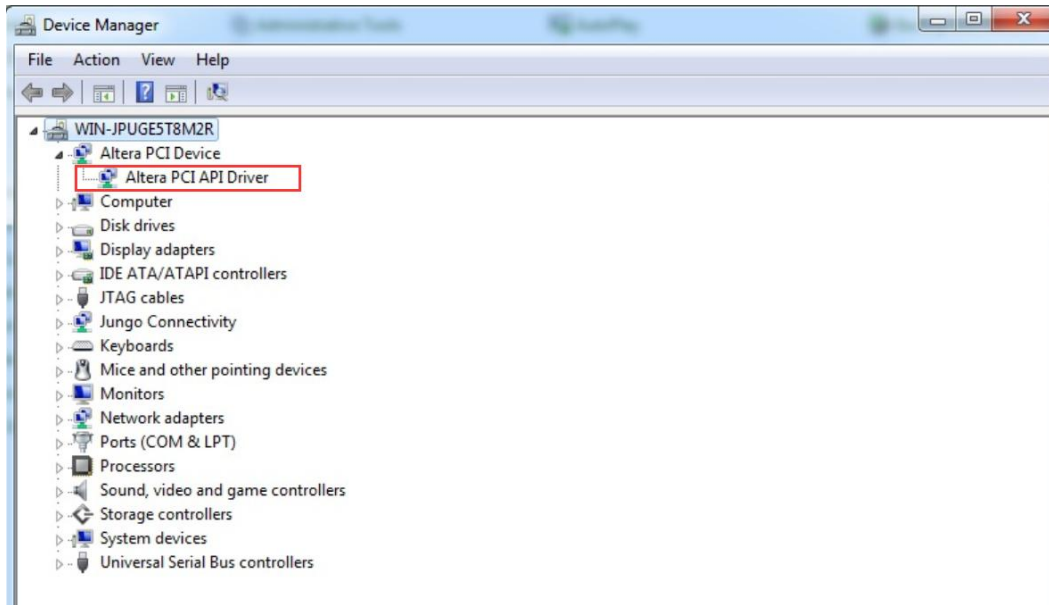 Device Manager
File Action View Help
WIN-JPUGE5T8M2R
Altera PCI Device
Altera PCI API Driver
Computer
Disk drives
Display adapters
IDE ATA/ATAPI controllers
JTAG cables
Jungo Connectivity
Keyboards
Mice and other pointing devices
Monitors
Network adapters
Ports (COM & LPT)
Processors
Sound, video and game controllers
Storage controllers
System devices
Universal Serial Bus controllers